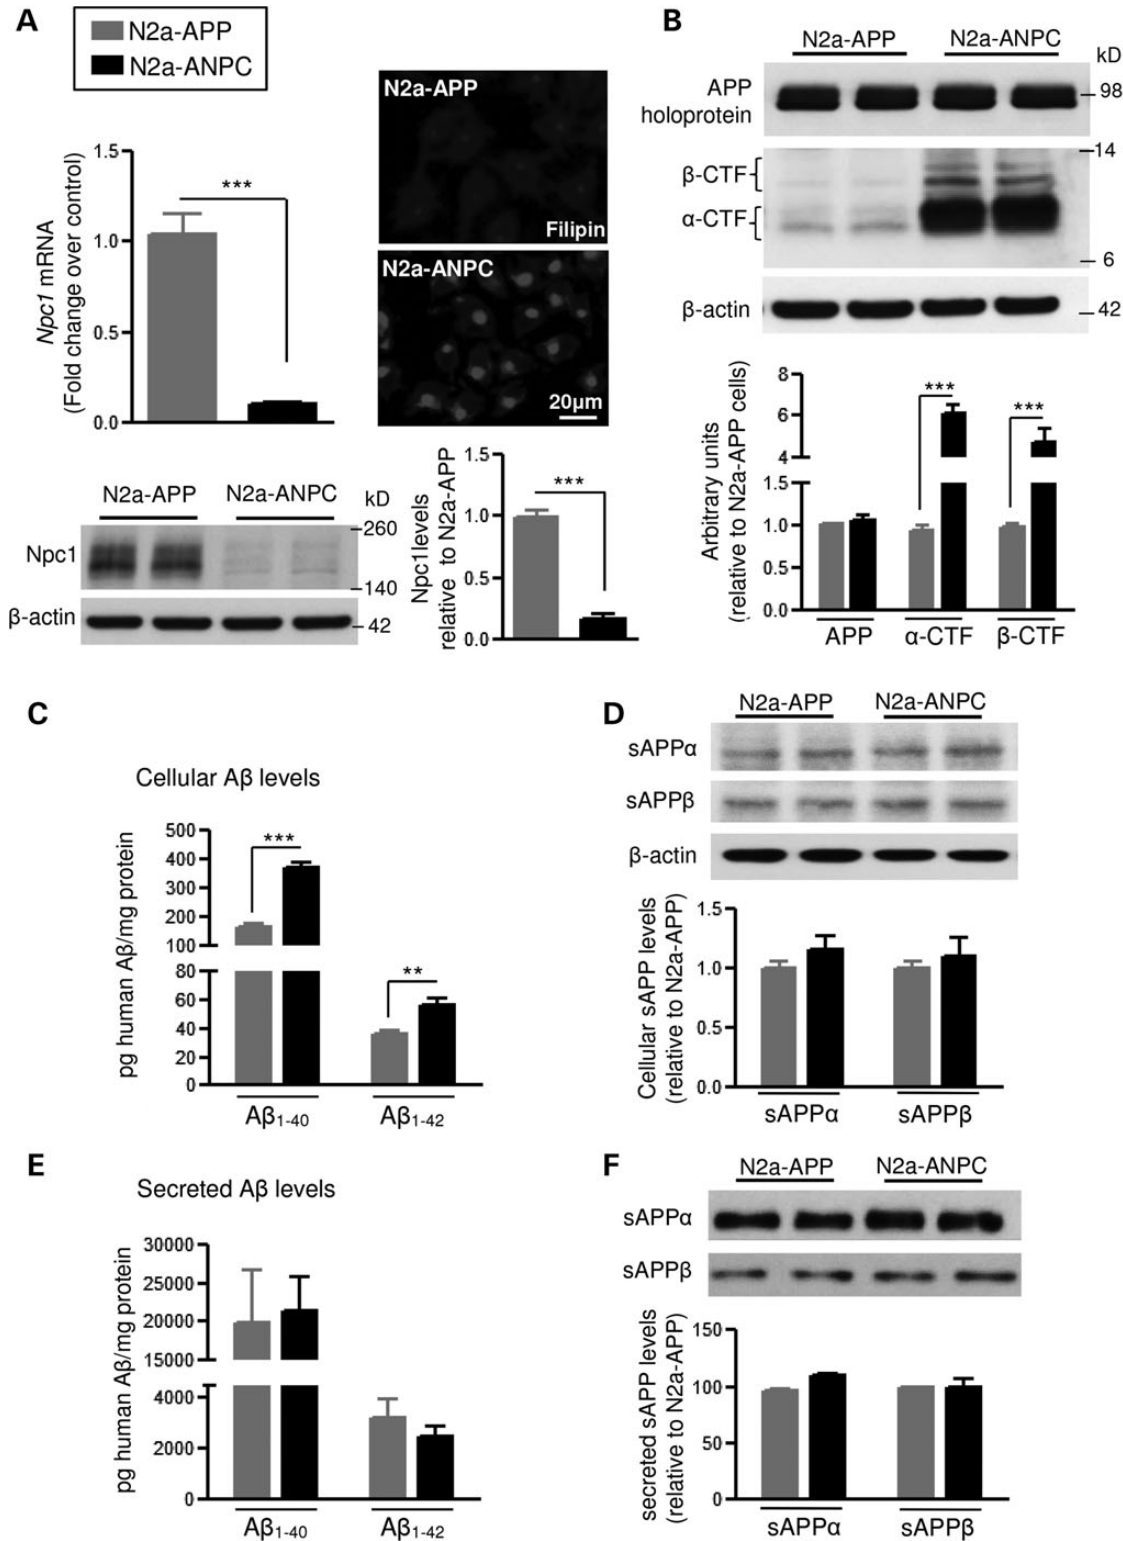 A
N2a-APP
N2a-ANPC
Npc1 mRNA
(Fold change over control)
1.5
1.0
0.5
0.0
***
N2a-APP
Filipin
N2a-ANPC
20µm
N2a-APP N2a-ANPC kD
Npc1
260
140
β-actin
42
Npc1levels
relative to N2a-APP
1.5
1.0
0.5
0.0
***
B
N2a-APP N2a-ANPC
kD
APP
holoprotein
98
14
β-CTF
α-CTF
6
β-actin
42
Arbitrary units
(relative to N2a-APP cells)
8
6
4
1.5
1.0
0.5
0.0
***
***
APP α-CTF β-CTF
C
Cellular Aβ levels
pg human Aβ/mg protein
500
400
300
200
100
80
60
40
20
0
***
**
Aβ1-40 Aβ1-42
D
N2a-APP N2a-ANPC
sAPPα
sAPPβ
β-actin
Cellular sAPP levels
(relative to N2a-APP)
1.5
1.0
0.5
0.0
sAPPα sAPPβ
E
Secreted Aβ levels
pg human Aβ/mg protein
30000
25000
20000
15000
4000
2000
0
Aβ1-40 Aβ1-42
F
N2a-APP N2a-ANPC
sAPPα
sAPPβ
secreted sAPP levels
(relative to N2a-APP)
150
100
50
0
sAPPα sAPPβ